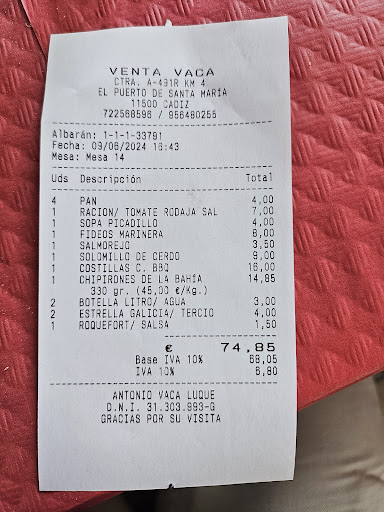 VENTA VACA
CTRA. A-491R KM 4
EL PUERTO DE SANTA MARÍA
11500 CADIZ
722568596 / 956480255
Albarán: 1-1-1-33791
Fecha: 09/06/2024 16:43
Mesa: Mesa 14
Uds Descripción Total
4 PAN 4,00
1 RACION/ TOMATE RODAJA SAL 7,00
1 SOPA PICADILLO 4,00
1 FIDEOS MARINERA 8,00
1 SALMOREJO 3,50
1 SOLOMILLO DE CERDO 9,00
1 COSTILLAS C. BBQ 16,00
1 CHIPIRONES DE LA BAHÍA 14,85
330 gr. (45,00 €/Kg.)
2 BOTELLA LITRO/ AGUA 3,00
2 ESTRELLA GALICIA/ TERCIO 4,00
1 ROQUEFORT/ SALSA 1,50
€ 74,85
Base IVA 10% 68,05
IVA 10% 6,80
ANTONIO VACA LUQUE
D.N.I. 31.303.993-G
GRACIAS POR SU VISITA